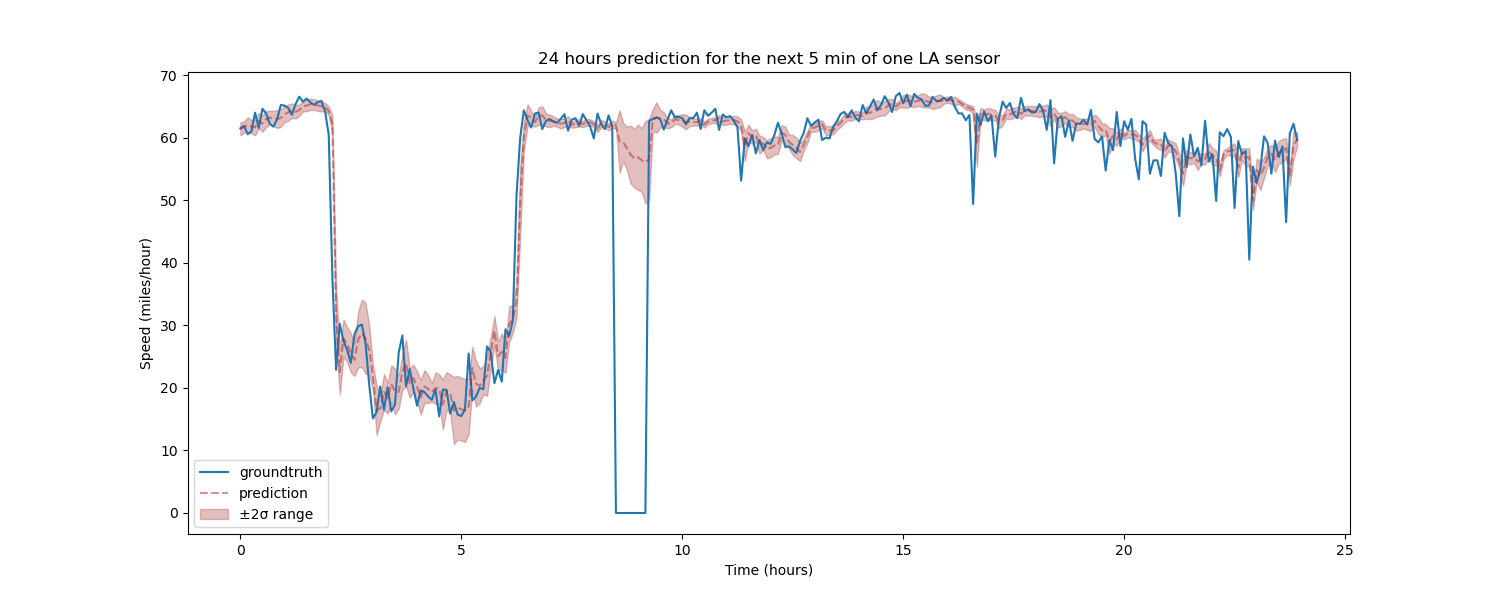 24 hours prediction for the next 5 min of one LA sensor
Speed (miles/hour)
70
60
50
40
30
20
10
0
groundtruth
prediction
±2σ range
0 5 10 15 20 25
Time (hours)